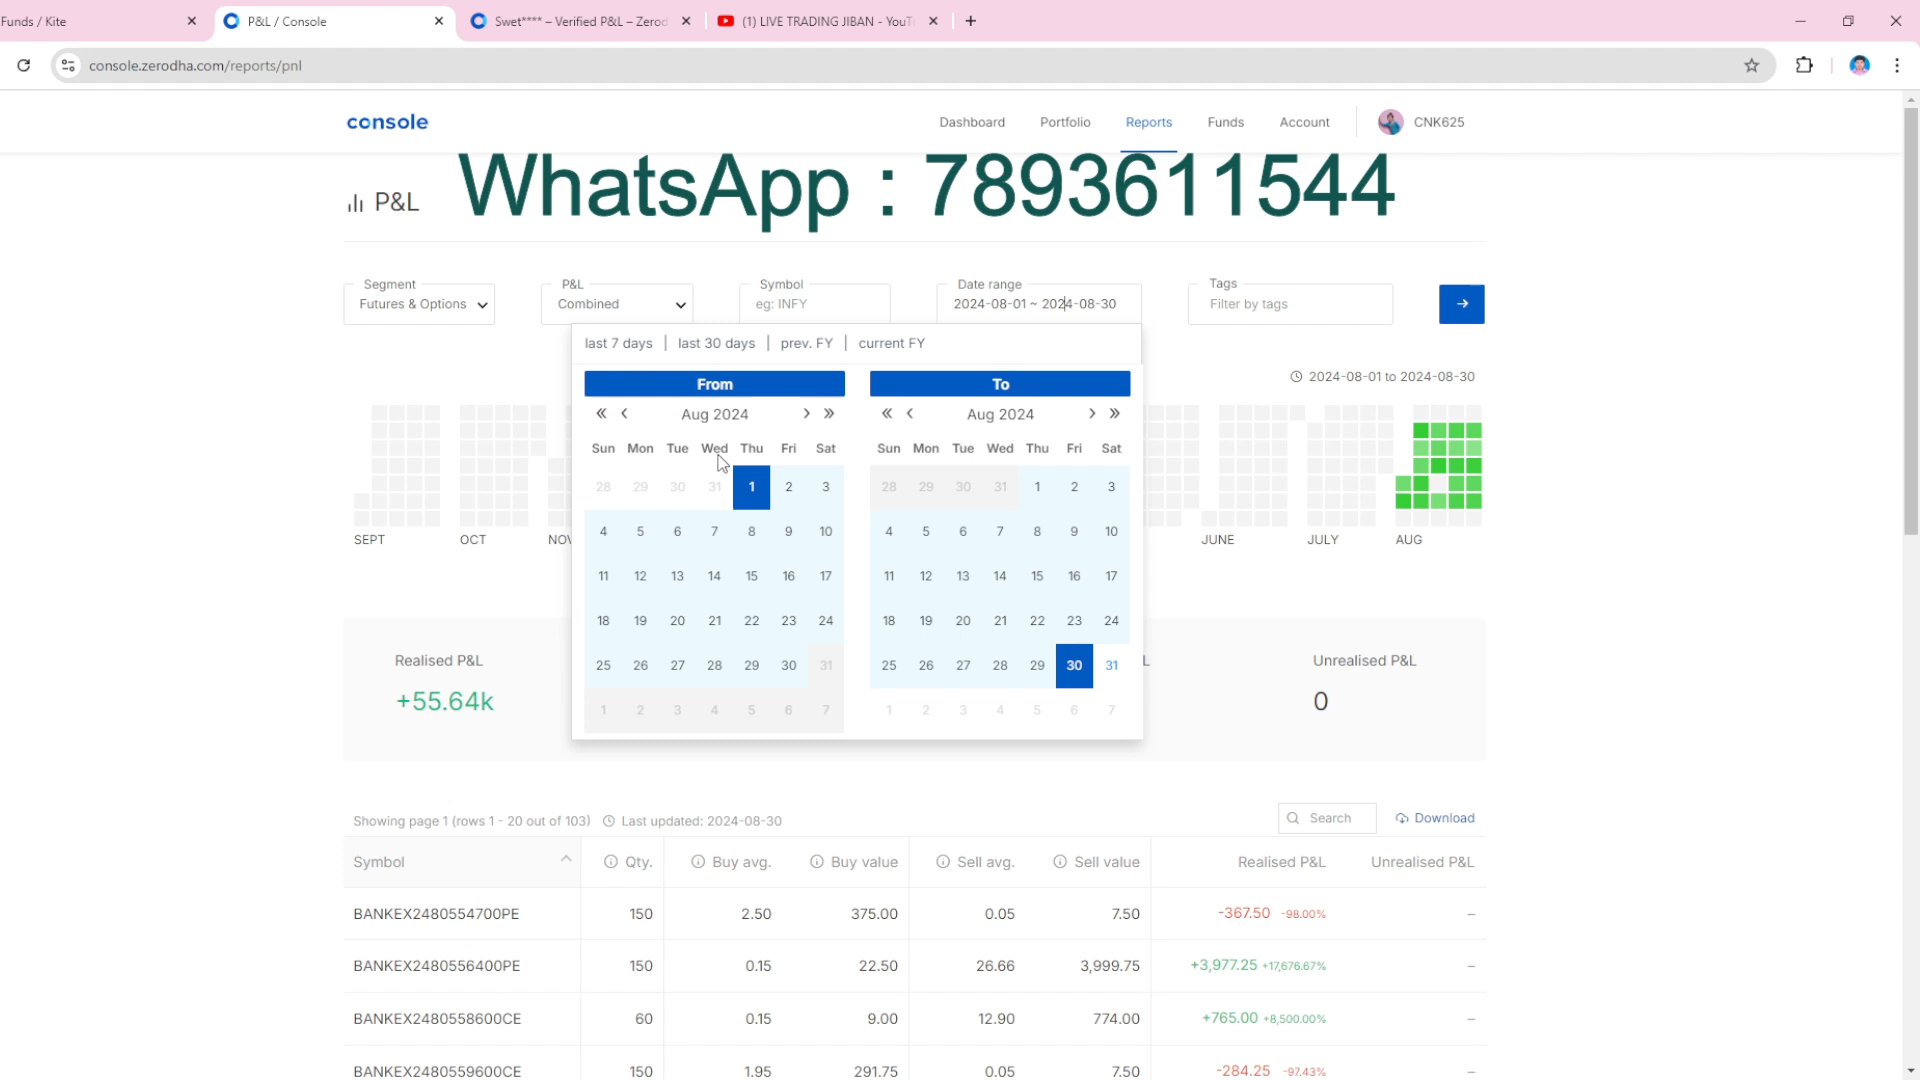 Funds / Kite
P&L / Console
Swet**** – Verified P&L – Zerod
(1) LIVE TRADING JIBAN - YouT
console.zerodha.com/reports/pnl
console
Dashboard Portfolio Reports Funds Account CNK625
WhatsApp : 7893611544
P&L
Segment P&L Symbol Date range Tags
Futures & Options Combined eg: INFY 2024-08-01 ~ 2024-08-30 Filter by tags
last 7 days | last 30 days | prev. FY | current FY
2024-08-01 to 2024-08-30
From To
« ‹ Aug 2024 › » « ‹ Aug 2024 › »
Sun Mon Tue Wed Thu Fri Sat Sun Mon Tue Wed Thu Fri Sat
28 29 30 31 1 2 3 28 29 30 31 1 2 3
4 5 6 7 8 9 10 4 5 6 7 8 9 10
SEPT OCT NOV JUNE JULY AUG
11 12 13 14 15 16 17 11 12 13 14 15 16 17
18 19 20 21 22 23 24 18 19 20 21 22 23 24
25 26 27 28 29 30 31 25 26 27 28 29 30 31
1 2 3 4 5 6 7 1 2 3 4 5 6 7
Realised P&L L Unrealised P&L
+55.64k 0
Showing page 1 (rows 1 - 20 out of 103) Last updated: 2024-08-30 Search Download
Symbol Qty. Buy avg. Buy value Sell avg. Sell value Realised P&L Unrealised P&L
BANKEX2480554700PE 150 2.50 375.00 0.05 7.50 -367.50 -98.00% –
BANKEX2480556400PE 150 0.15 22.50 26.66 3,999.75 +3,977.25 +17,676.67% –
BANKEX2480558600CE 60 0.15 9.00 12.90 774.00 +765.00 +8,500.00% –
BANKEX2480559600CE 150 1.95 291.75 0.05 7.50 -284.25 -97.43% –